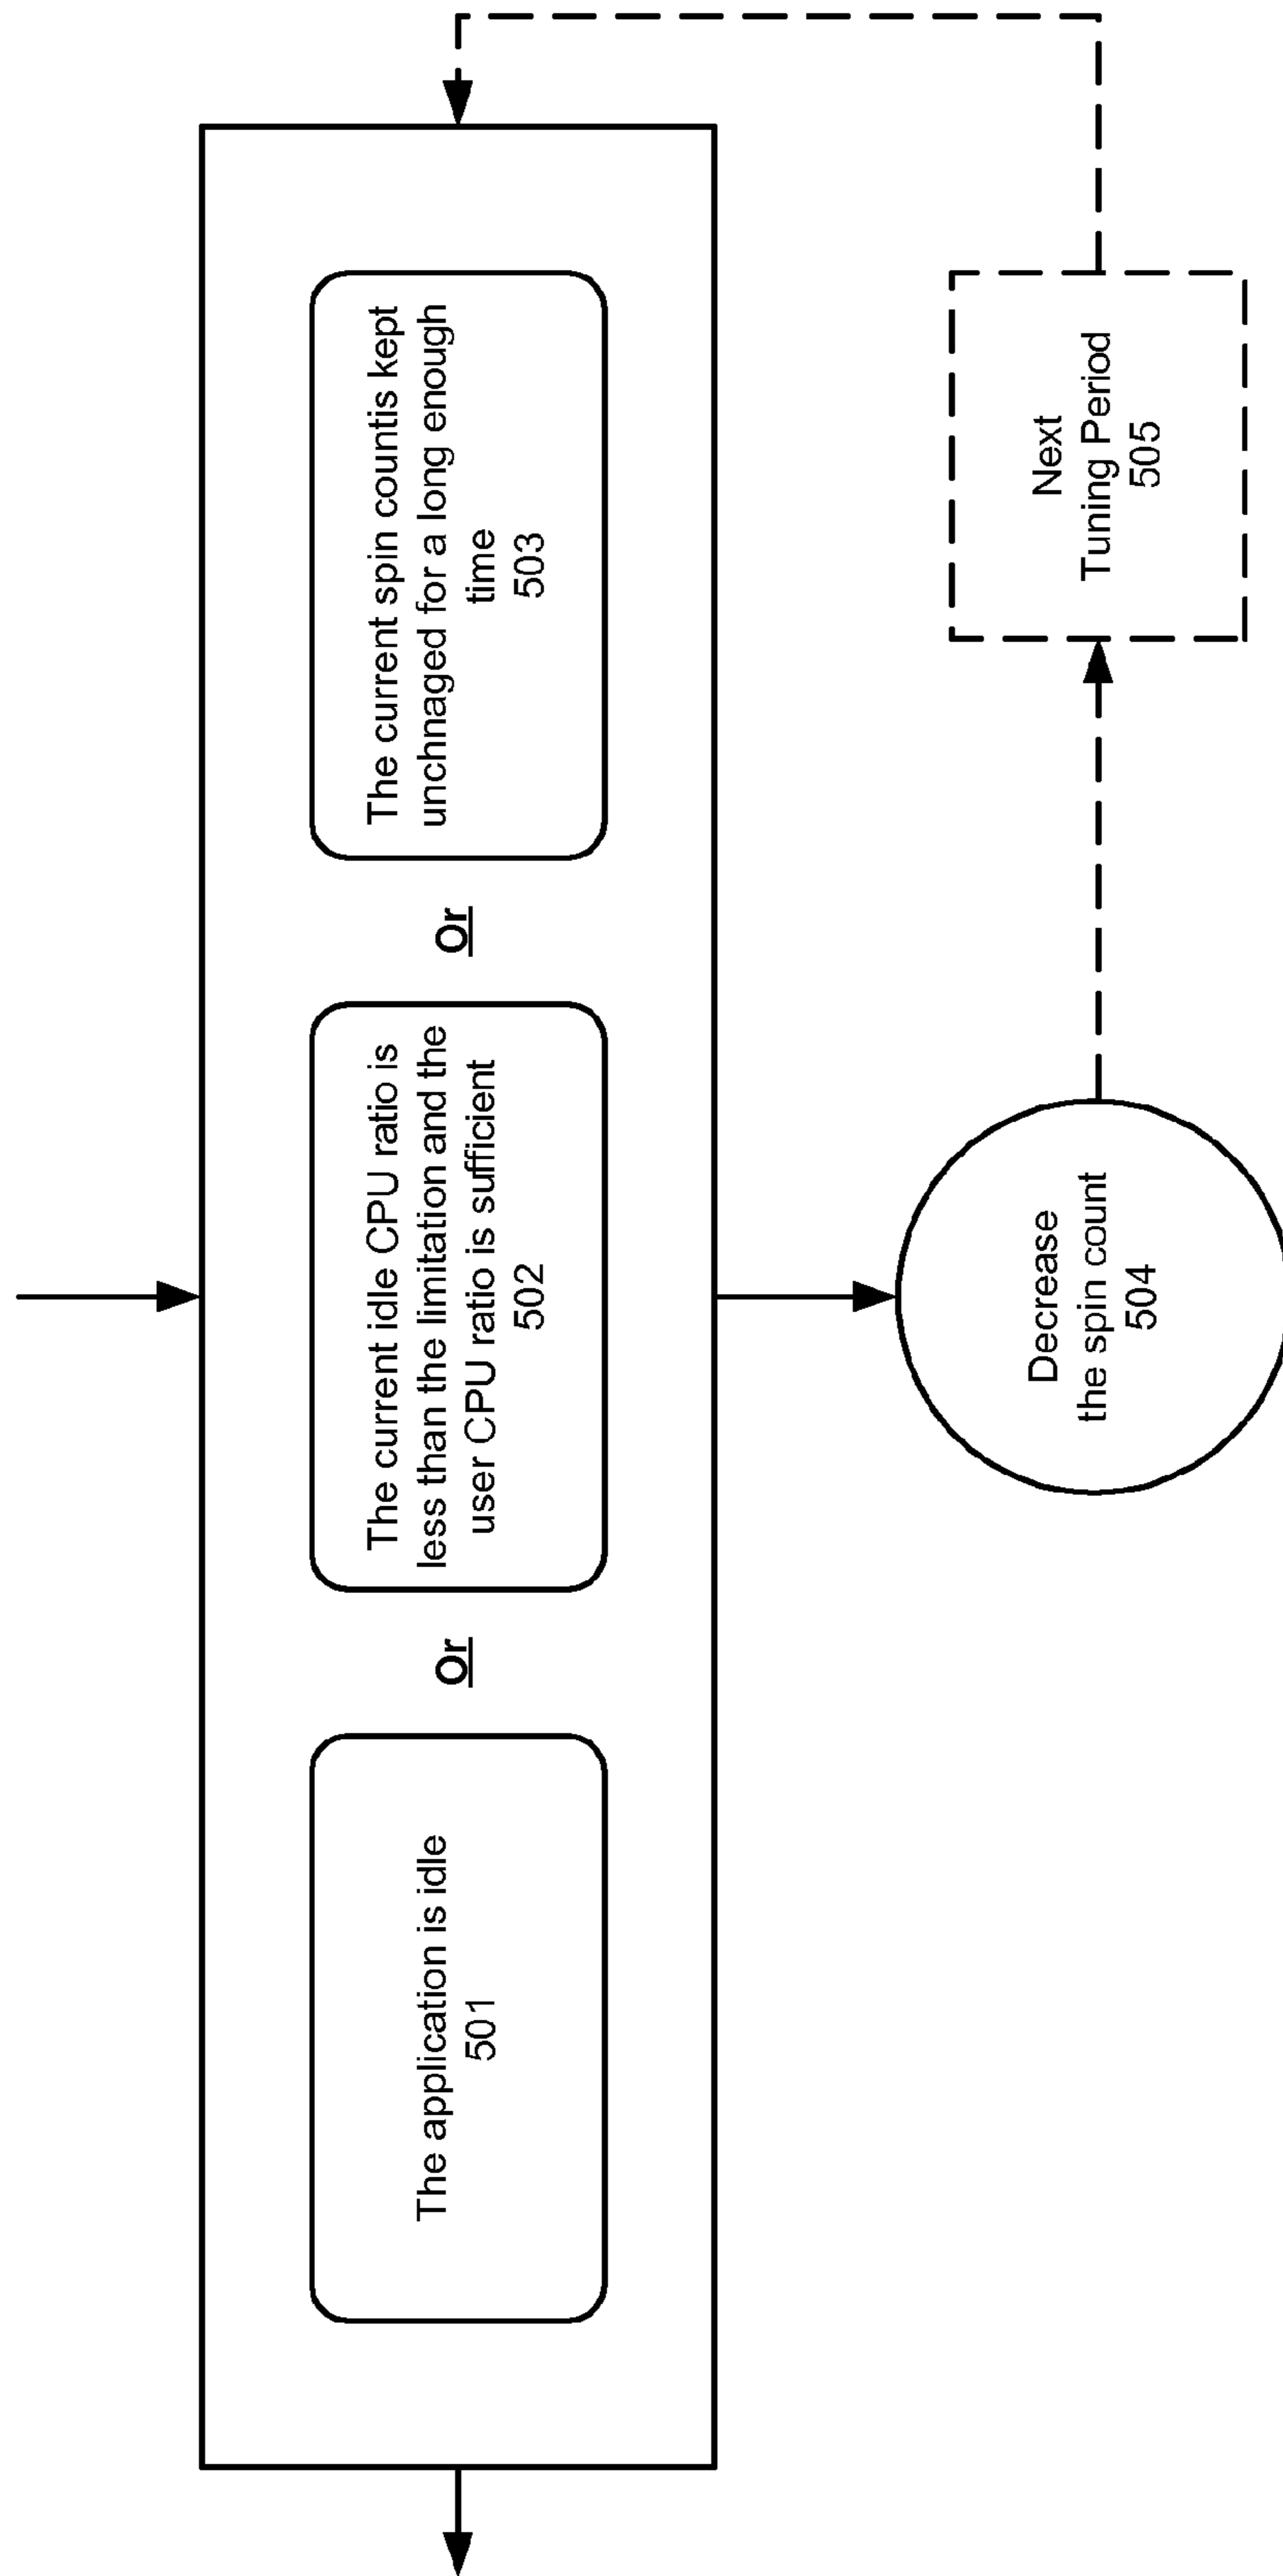 The application is idle
501
Or
The current idle CPU ratio is
less than the limitation and the
user CPU ratio is sufficient
502
Or
The current spin countis kept
unchnaged for a long enough
time
503
Decrease
the spin count
504
Next
Tuning Period
505